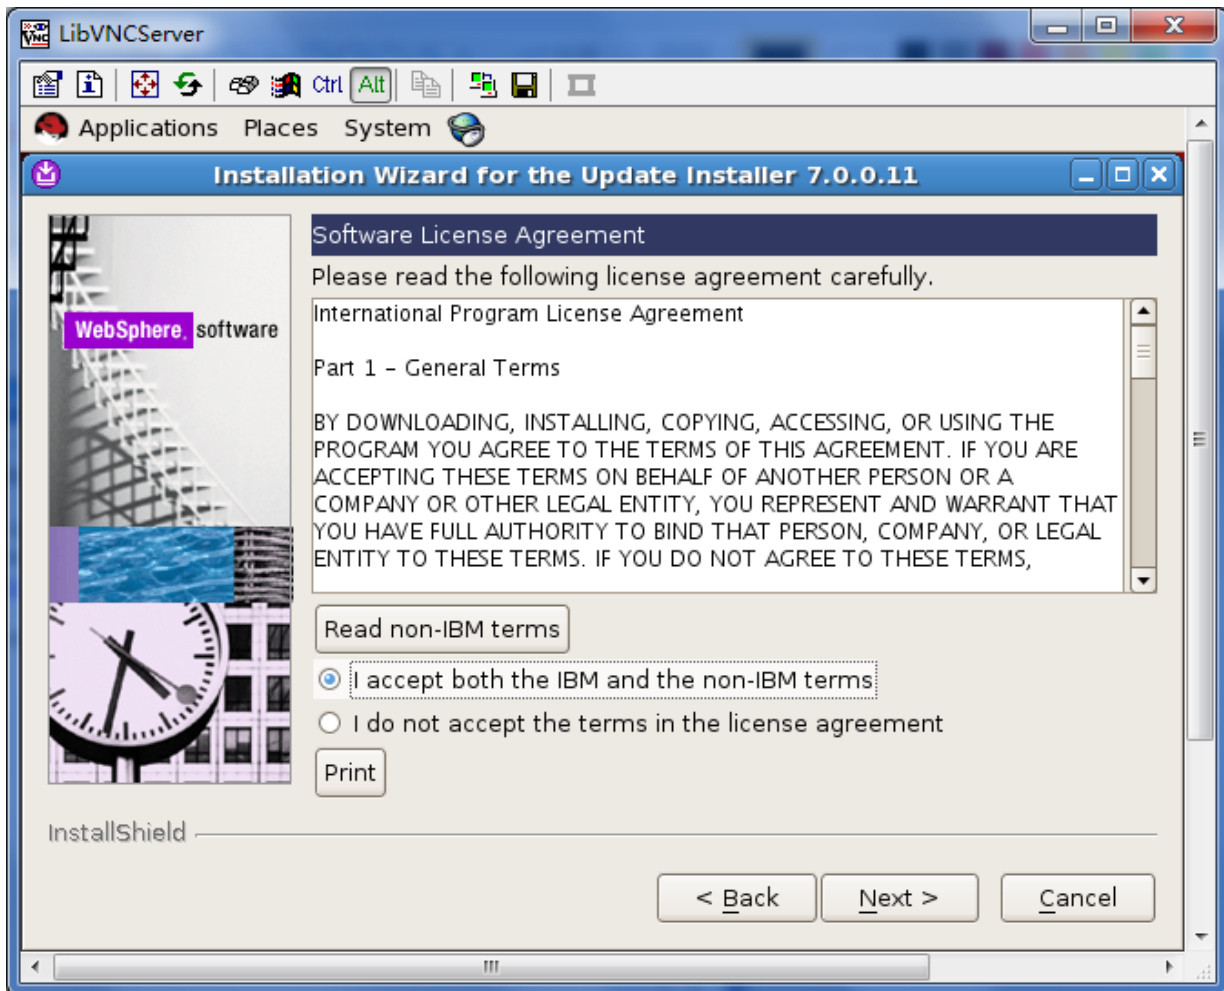 LibVNCServer
Ctrl Alt
Applications Places System
Installation Wizard for the Update Installer 7.0.0.11
WebSphere. software
Software License Agreement
Please read the following license agreement carefully.
International Program License Agreement
Part 1 – General Terms
BY DOWNLOADING, INSTALLING, COPYING, ACCESSING, OR USING THE
PROGRAM YOU AGREE TO THE TERMS OF THIS AGREEMENT. IF YOU ARE
ACCEPTING THESE TERMS ON BEHALF OF ANOTHER PERSON OR A
COMPANY OR OTHER LEGAL ENTITY, YOU REPRESENT AND WARRANT THAT
YOU HAVE FULL AUTHORITY TO BIND THAT PERSON, COMPANY, OR LEGAL
ENTITY TO THESE TERMS. IF YOU DO NOT AGREE TO THESE TERMS,
Read non-IBM terms
I accept both the IBM and the non-IBM terms
I do not accept the terms in the license agreement
Print
InstallShield
< Back Next > Cancel